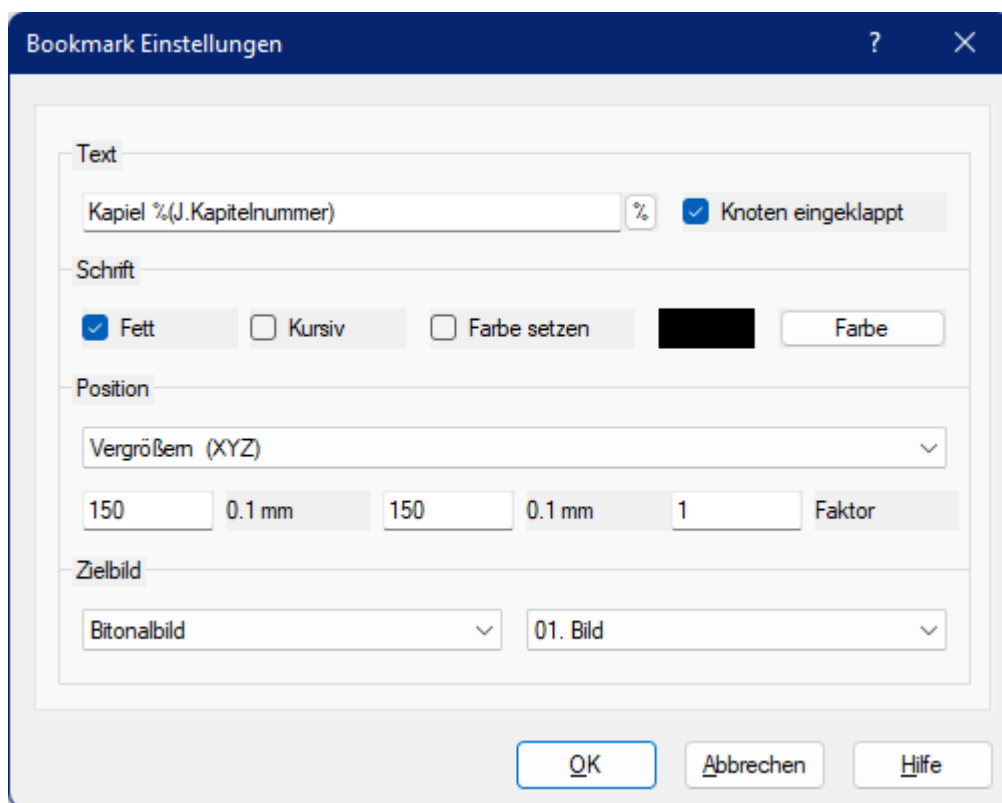 Bookmark Einstellungen ?
Text
Kapiel %(J.Kapitelnummer) % Knoten eingeklappt
Schrift
Fett Kursiv Farbe setzen Farbe
Position
Vergrößern (XYZ)
150 0.1 mm 150 0.1 mm 1 Faktor
Zielbild
Bitonalbild 01. Bild
OK Abbrechen Hilfe